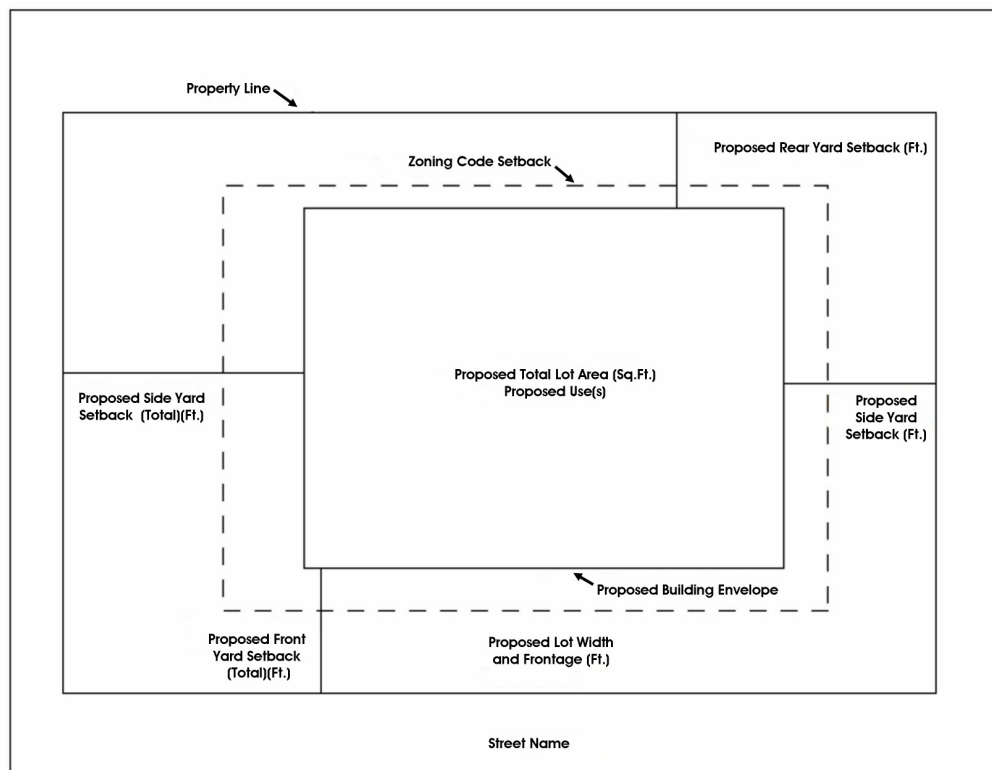 Property Line
Proposed Rear Yard Setback (Ft.)
Zoning Code Setback
Proposed Total Lot Area (Sq.Ft.)
Proposed Use(s)
Proposed Side Yard
Setback (Total)(Ft.)
Proposed
Side Yard
Setback (Ft.)
Proposed Building Envelope
Proposed Front
Yard Setback
(Total)(Ft.)
Proposed Lot Width
and Frontage (Ft.)
Street Name